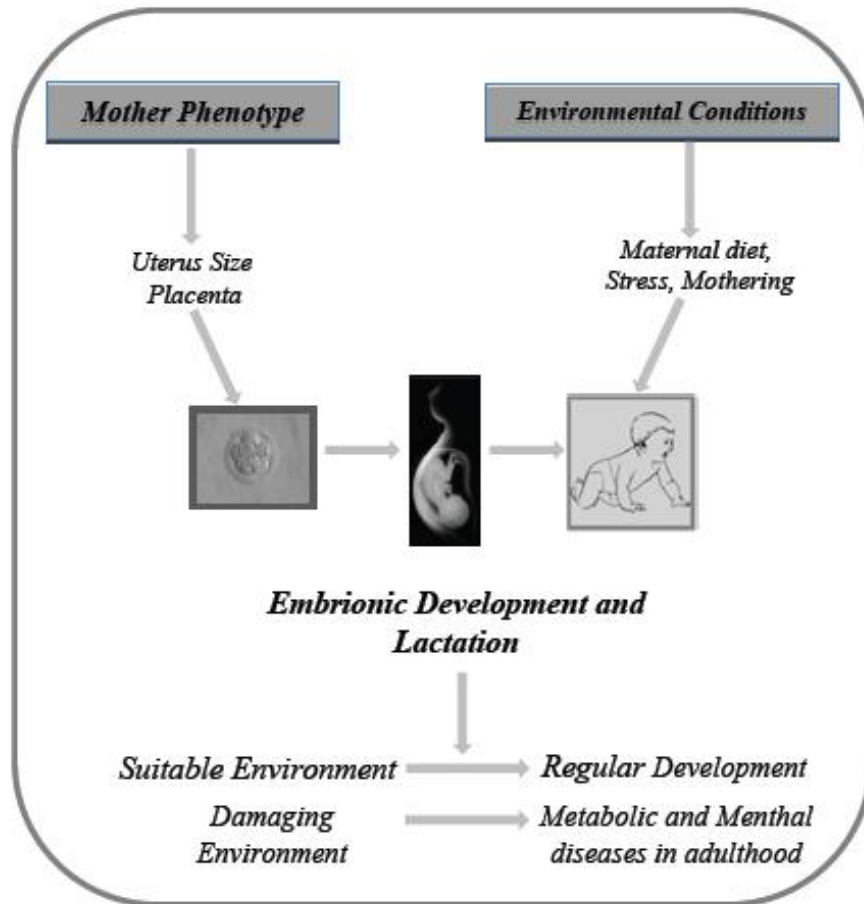 Mother Phenotype
Environmental Conditions
Uterus Size
Placenta
Maternal diet,
Stress, Mothering
Embrionic Development and
Lactation
Suitable Environment
Regular Development
Damaging
Environment
Metabolic and Menthal
diseases in adulthood